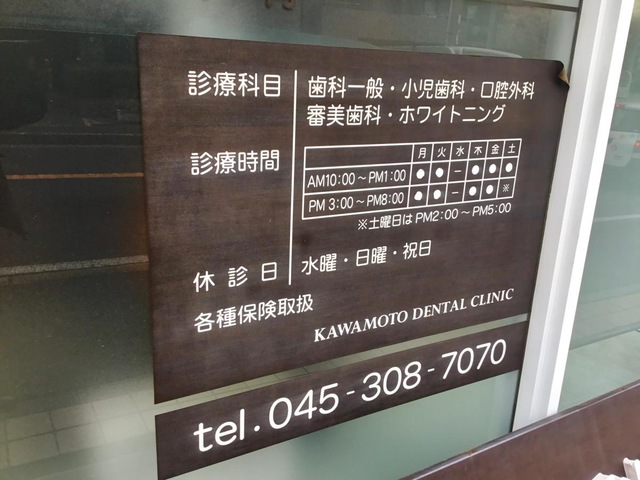 診療科目 歯科一般・小児歯科・口腔外科
審美歯科・ホワイトニング
診療時間 月 火 水 木 金 土
AM10:00～PM1:00 ● ● － ● ● ●
PM 3:00～PM8:00 ● ● － ● ● ※
※土曜日は PM2:00～PM5:00
休診日 水曜・日曜・祝日
各種保険取扱
KAWAMOTO DENTAL CLINIC
tel.045-308-7070